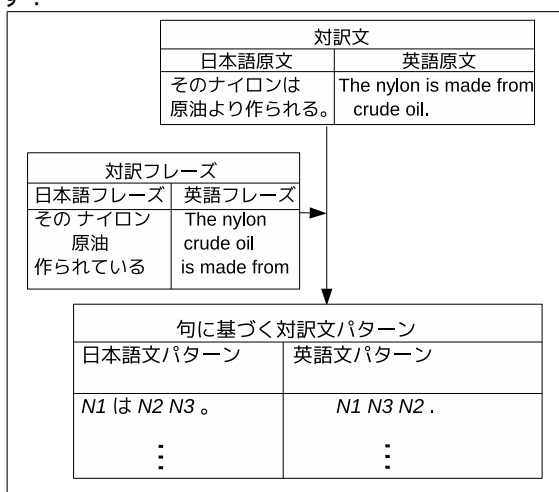 す．
対訳文
日本語原文 英語原文
そのナイロンは The nylon is made from
原油より作られる。 crude oil.
対訳フレーズ
日本語フレーズ 英語フレーズ
その ナイロン The nylon
原油 crude oil
作られている is made from
句に基づく対訳文パターン
日本語文パターン 英語文パターン
N1 は N2 N3 。 N1 N3 N2 .
⋮ ⋮